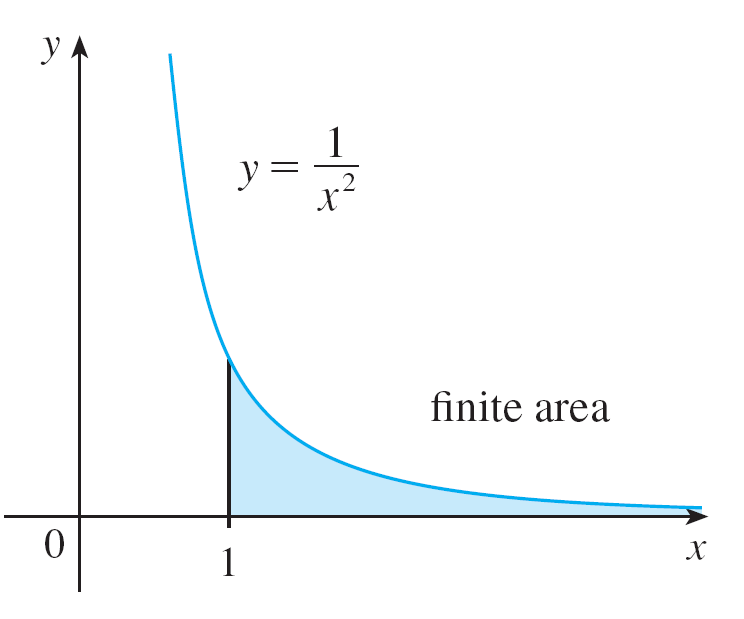 y
y = 1/x²
finite area
0
1
x